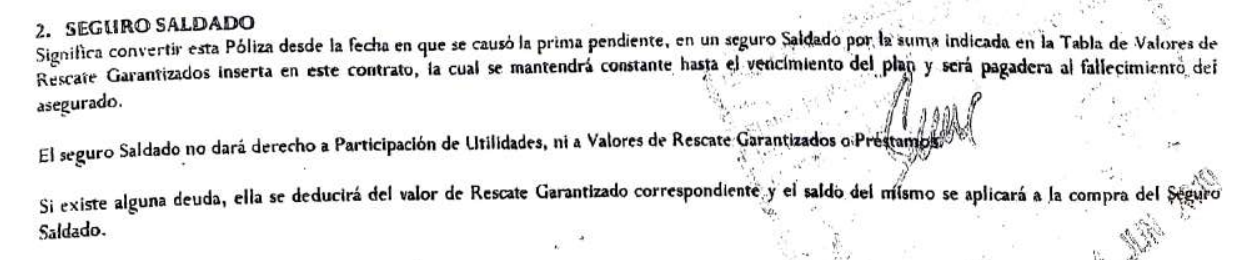 2. SEGURO SALDADO
Significa convertir esta Póliza desde la fecha en que se causó la prima pendiente, en un seguro Saldado por la suma indicada en la Tabla de Valores de
Rescate Garantizados inserta en este contrato, la cual se mantendrá constante hasta el vencimiento del plan y será pagadera al fallecimiento del
asegurado.
El seguro Saldado no dará derecho a Participación de Utilidades, ni a Valores de Rescate Garantizados o Préstamos.
Si existe alguna deuda, ella se deducirá del valor de Rescate Garantizado correspondiente y el saldo del mismo se aplicará a la compra del Seguro
Saldado.
JUN